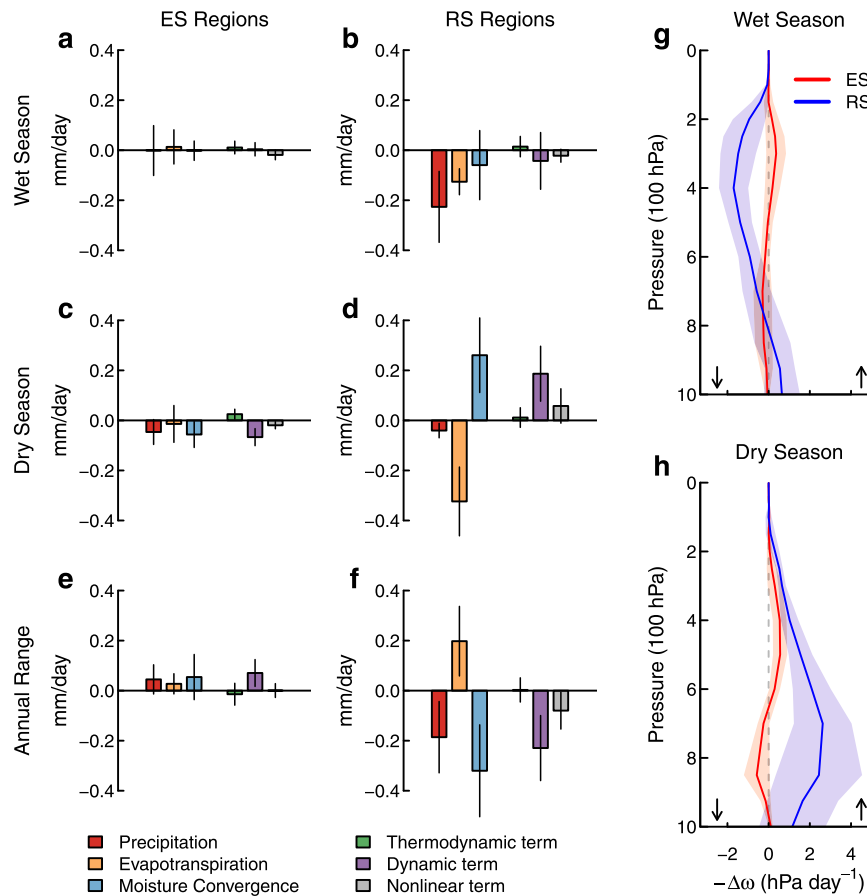 ES Regions
RS Regions
Wet Season
a
b
g
0.4
0.2
0.0
−0.2
−0.4
mm/day
Wet Season
0.4
0.2
0.0
−0.2
−0.4
mm/day
0
2
4
6
8
10
Pressure (100 hPa)
ES
RS
c
d
h
0.4
0.2
0.0
−0.2
−0.4
mm/day
Dry Season
0.4
0.2
0.0
−0.2
−0.4
mm/day
Dry Season
0
2
4
6
8
10
Pressure (100 hPa)
−2 0 2 4
−Δω (hPa day⁻¹)
e
f
0.4
0.2
0.0
−0.2
−0.4
mm/day
Annual Range
0.4
0.2
0.0
−0.2
−0.4
mm/day
Precipitation
Evapotranspiration
Moisture Convergence
Thermodynamic term
Dynamic term
Nonlinear term